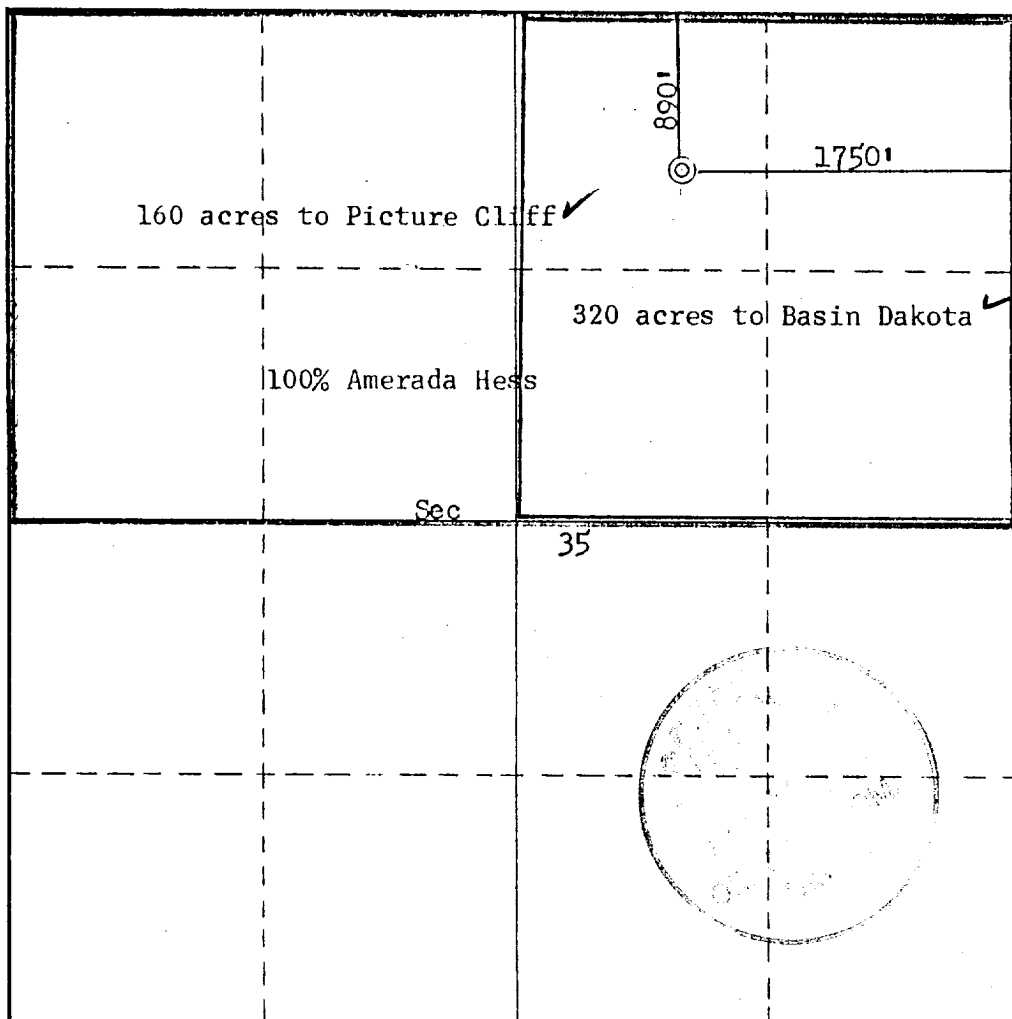 890'
1750'
160 acres to Picture Cliff ✓
320 acres to Basin Dakota ✓
100% Amerada Hess
Sec
35